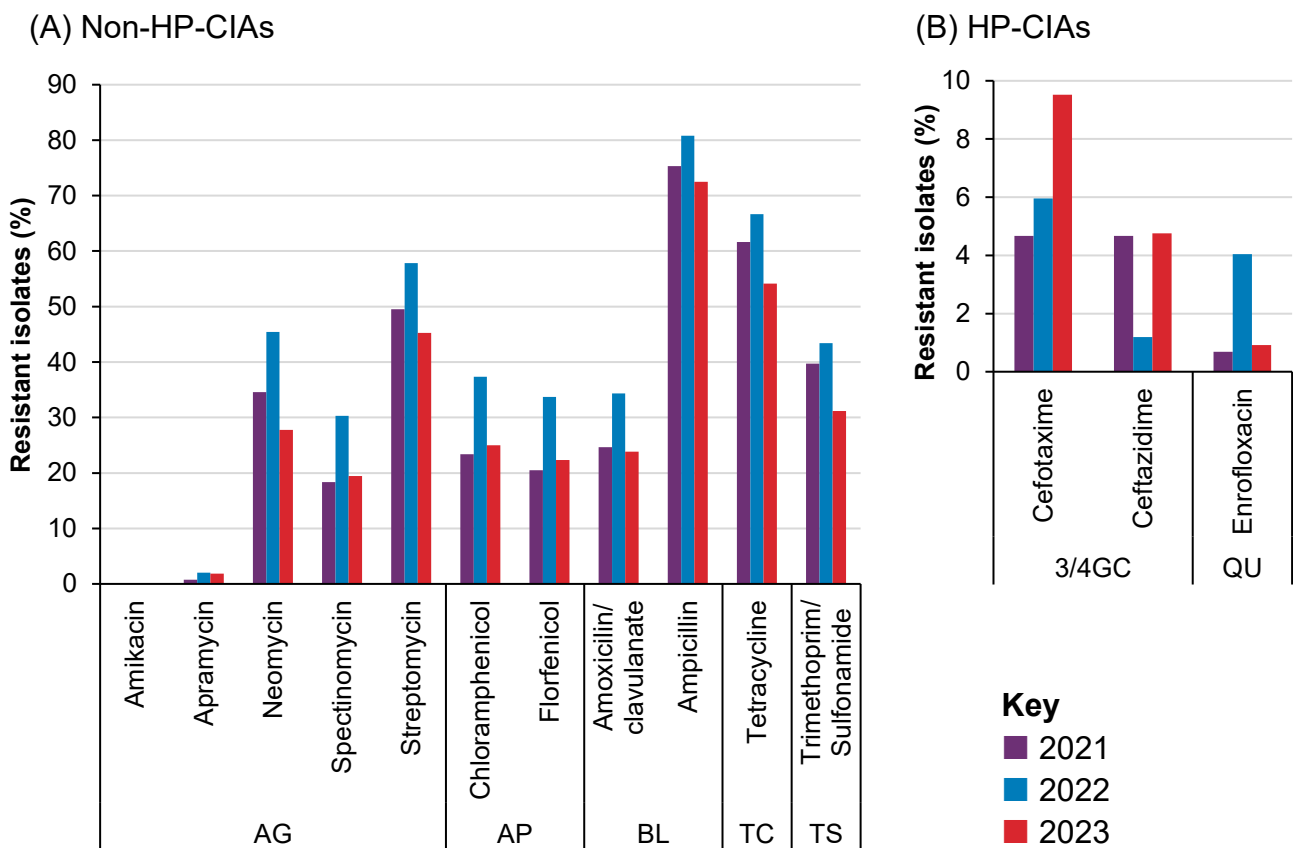 (A) Non-HP-CIAs
Resistant isolates (%)
90
80
70
60
50
40
30
20
10
0
Amikacin
Apramycin
Neomycin
Spectinomycin
Streptomycin
Chloramphenicol
Florfenicol
Amoxicilin/
clavulanate
Ampicillin
Tetracycline
Trimethoprim/
Sulfonamide
AG
AP
BL
TC
TS
(B) HP-CIAs
Resistant isolates (%)
10
8
6
4
2
0
Cefotaxime
Ceftazidime
Enrofloxacin
3/4GC
QU
Key
2021
2022
2023